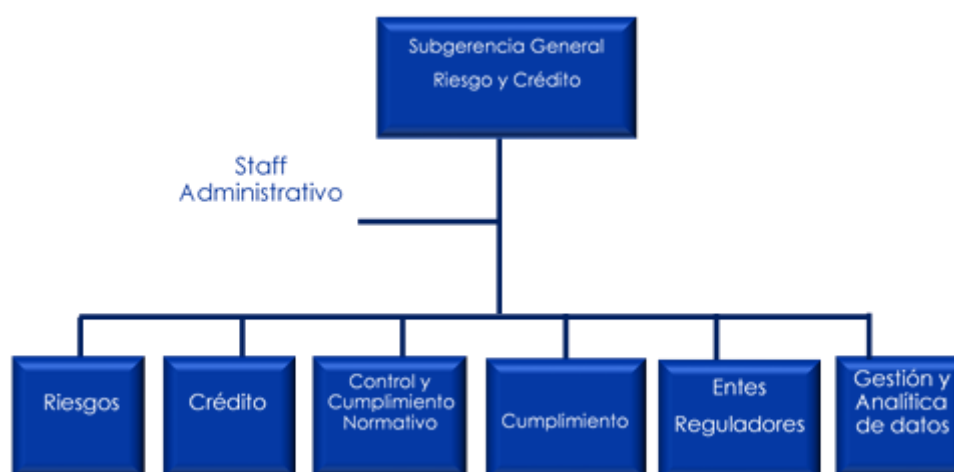 Subgerencia General
Riesgo y Crédito
Staff
Administrativo
Riesgos
Crédito
Control y
Cumplimiento
Normativo
Cumplimiento
Entes
Reguladores
Gestión y
Analítica
de datos